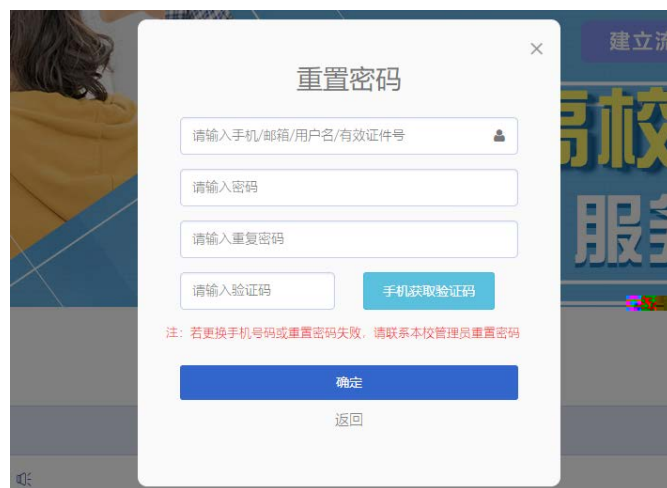 建立流
×
重置密码
高校
请输入手机/邮箱/用户名/有效证件号
请输入密码
服务
请输入重复密码
请输入验证码
手机获取验证码
注：若更换手机号码或重置密码失败，请联系本校管理员重置密码
确定
返回